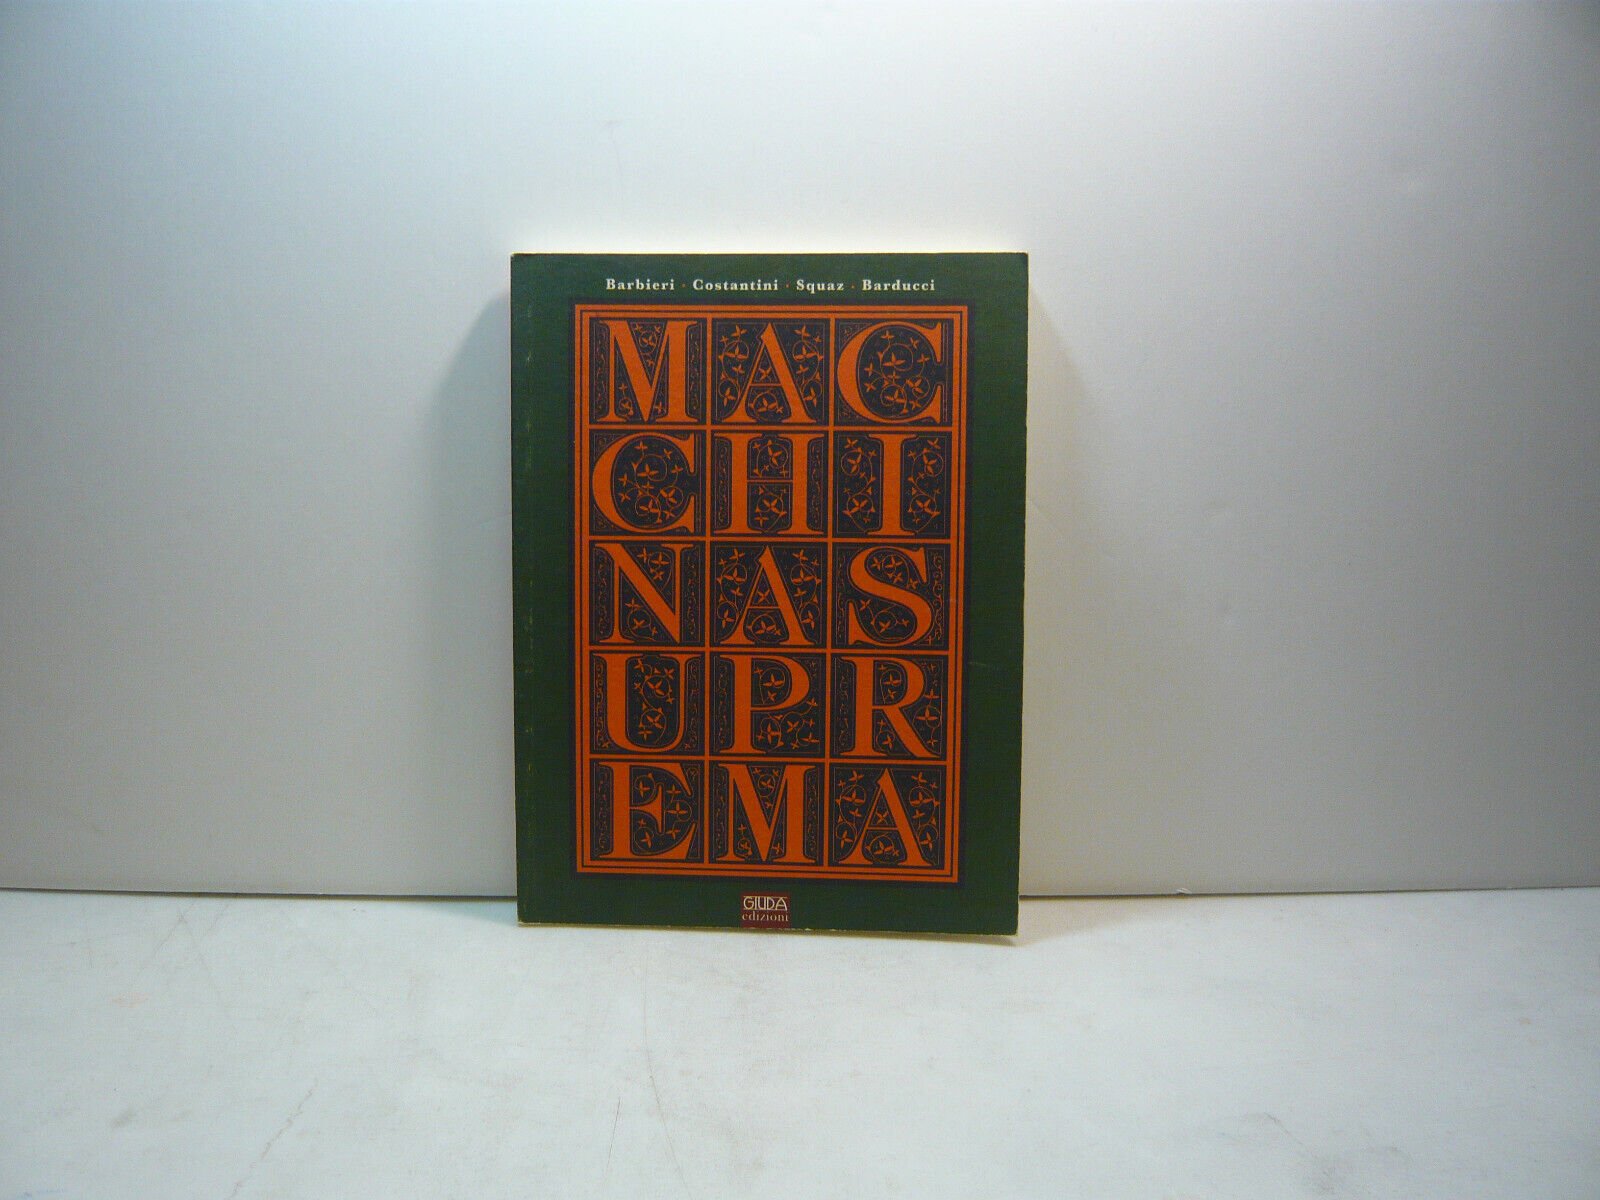 Barbieri · Costantini · Squaz · Barducci
MAC
CHI
NAS
UPR
EMA
GIUDA
edizioni